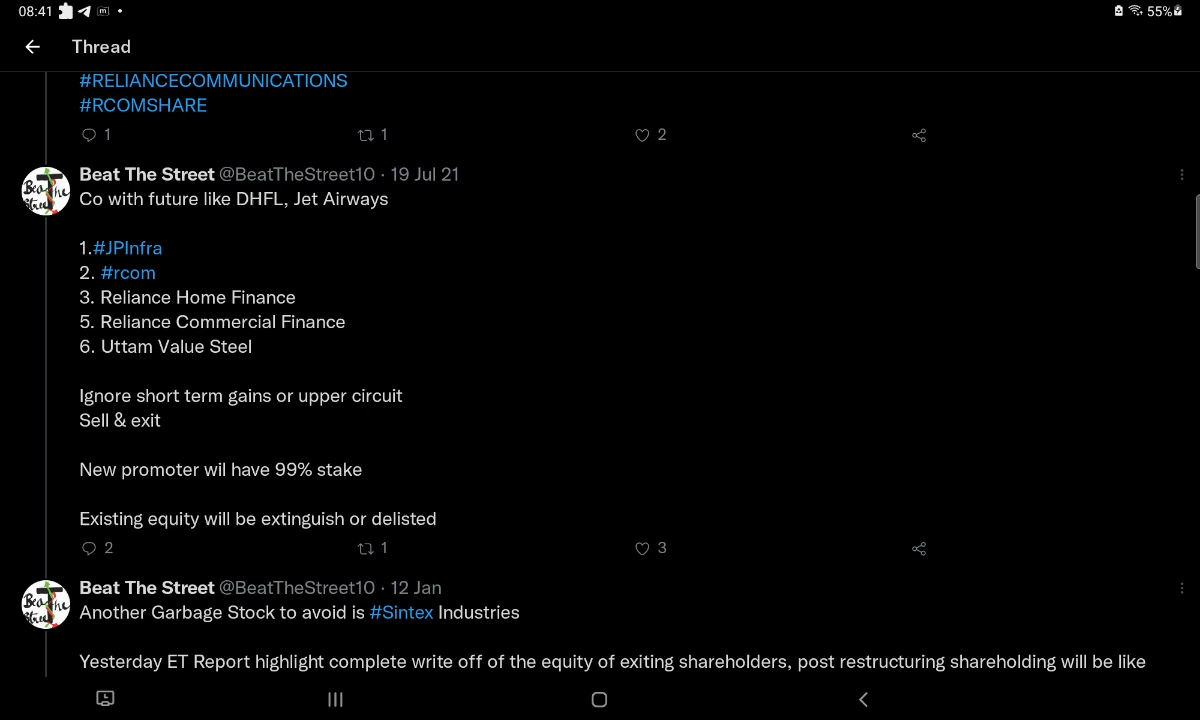 08:41
55%
Thread
#RELIANCECOMMUNICATIONS
#RCOMSHARE
1 1 2
Beat The Street @BeatTheStreet10 · 19 Jul 21
Co with future like DHFL, Jet Airways
1.#JPInfra
2. #rcom
3. Reliance Home Finance
5. Reliance Commercial Finance
6. Uttam Value Steel
Ignore short term gains or upper circuit
Sell & exit
New promoter wil have 99% stake
Existing equity will be extinguish or delisted
2 1 3
Beat The Street @BeatTheStreet10 · 12 Jan
Another Garbage Stock to avoid is #Sintex Industries
Yesterday ET Report highlight complete write off of the equity of exiting shareholders, post restructuring shareholding will be like